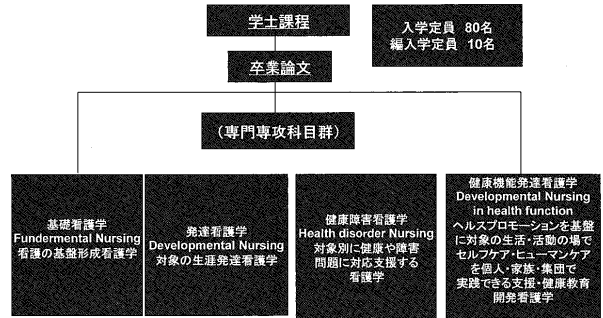 学士課程
入学定員 80名
編入学定員 10名
卒業論文
（専門専攻科目群）
基礎看護学
Fundermental Nursing
看護の基盤形成看護学
発達看護学
Developmental Nursing
対象の生涯発達看護学
健康障害看護学
Health disorder Nursing
対象別に健康や障害
問題に対応支援する
看護学
健康機能発達看護学
Developmental Nursing
in health function
ヘルスプロモーションを基盤
に対象の生活・活動の場で
セルフケア・ヒューマンケア
を個人・家族・集団で
実践できる支援・健康教育
開発看護学